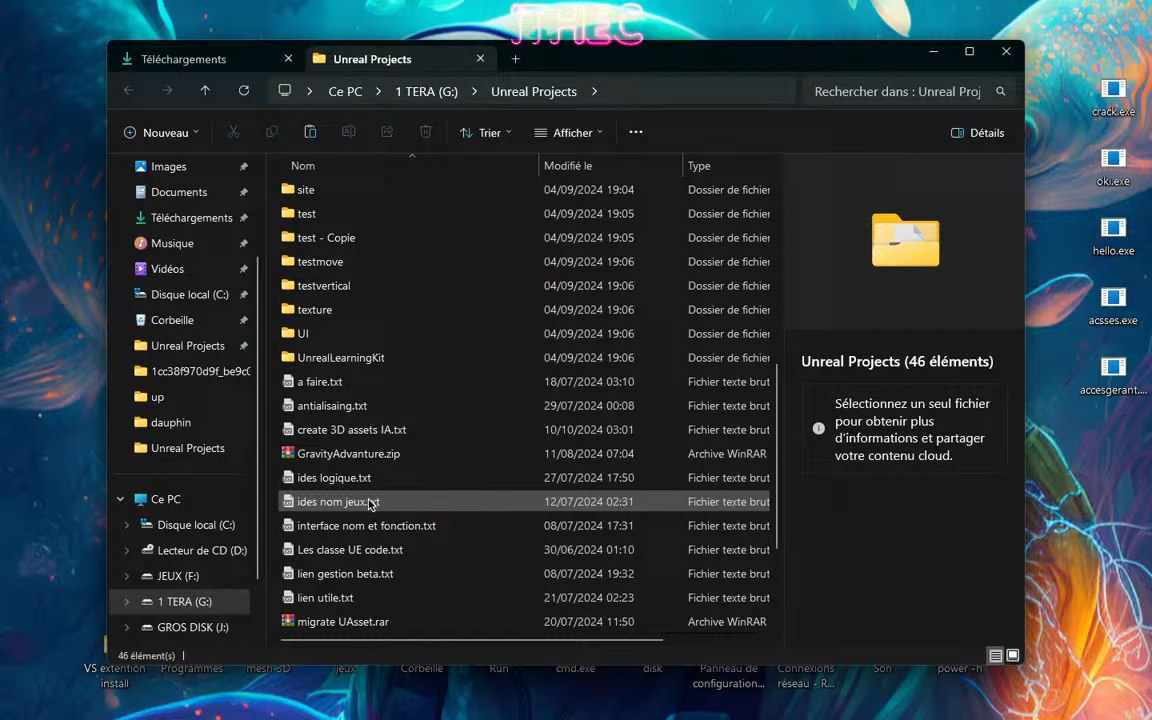 ITHEC
Téléchargements
Unreal Projects
Ce PC
1 TERA (G:)
Unreal Projects
Rechercher dans : Unreal Proj
Nouveau
Trier
Afficher
Détails
Images
Documents
Téléchargements
Musique
Vidéos
Disque local (C:)
Corbeille
Unreal Projects
1cc38f970d9f_be9c0
up
dauphin
Unreal Projects
Ce PC
Disque local (C:)
Lecteur de CD (D:)
JEUX (F:)
1 TERA (G:)
GROS DISK (J:)
Nom Modifié le Type
site 04/09/2024 19:04 Dossier de fichier
test 04/09/2024 19:05 Dossier de fichier
test - Copie 04/09/2024 19:05 Dossier de fichier
testmove 04/09/2024 19:06 Dossier de fichier
testvertical 04/09/2024 19:06 Dossier de fichier
texture 04/09/2024 19:06 Dossier de fichier
UI 04/09/2024 19:06 Dossier de fichier
UnrealLearningKit 04/09/2024 19:06 Dossier de fichier
a faire.txt 18/07/2024 03:10 Fichier texte brut
antialisaing.txt 29/07/2024 00:08 Fichier texte brut
create 3D assets IA.txt 10/10/2024 03:01 Fichier texte brut
GravityAdvanture.zip 11/08/2024 07:04 Archive WinRAR
ides logique.txt 27/07/2024 17:50 Fichier texte brut
ides nom jeux.txt 12/07/2024 02:31 Fichier texte brut
interface nom et fonction.txt 08/07/2024 17:31 Fichier texte brut
Les classe UE code.txt 30/06/2024 01:10 Fichier texte brut
lien gestion beta.txt 08/07/2024 19:32 Fichier texte brut
lien utile.txt 21/07/2024 02:23 Fichier texte brut
migrate UAsset.rar 20/07/2024 11:50 Archive WinRAR
Unreal Projects (46 éléments)
Sélectionnez un seul fichier
pour obtenir plus
d'informations et partager
votre contenu cloud.
46 élément(s)
crack.exe
oki.exe
hello.exe
acsses.exe
accesgerant....
VS extention
install
Programmes
mesh 3D
jeux
Corbeille
Run
cmd.exe
disk
Panneau de
configuration...
Connexions
réseau - R...
Son
power -h